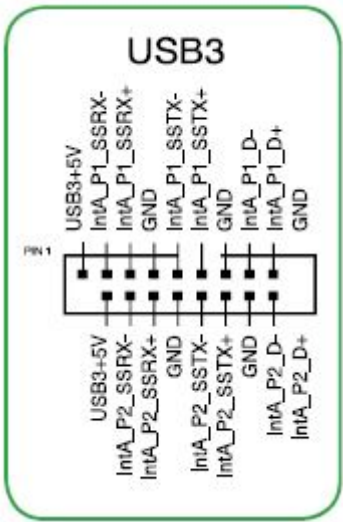 USB3
USB3+5V
IntA_P1_SSRX-
IntA_P1_SSRX+
GND
IntA_P1_SSTX-
IntA_P1_SSTX+
GND
IntA_P1_D-
IntA_P1_D+
GND
PIN 1
USB3+5V
IntA_P2_SSRX-
IntA_P2_SSRX+
GND
IntA_P2_SSTX-
IntA_P2_SSTX+
GND
IntA_P2_D-
IntA_P2_D+